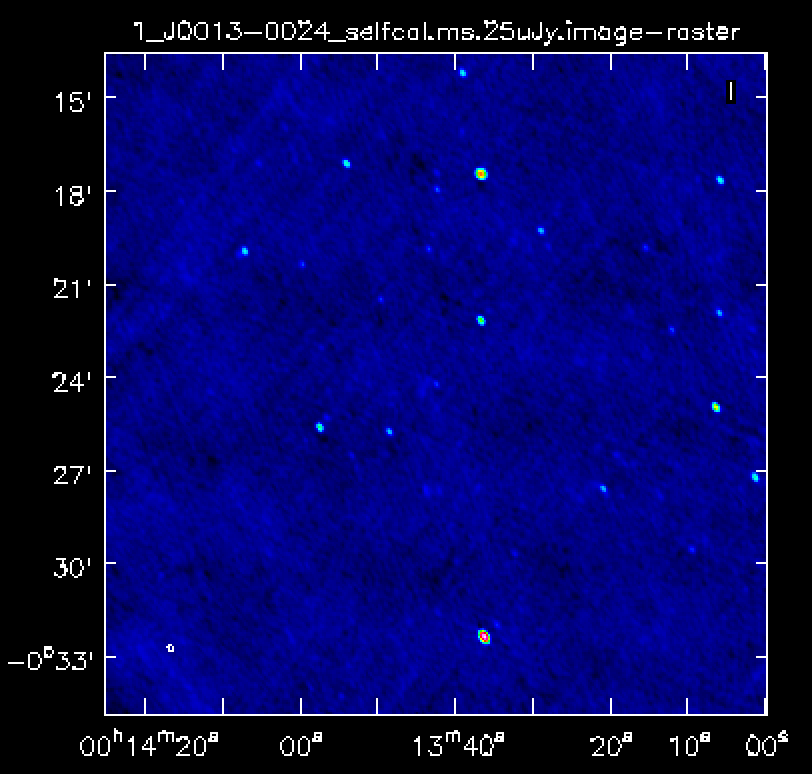 1_J0013-0024_selfcal.ms.25uJy.image-raster
I
15'
18'
21'
24'
27'
30'
-0°33'
00ʰ14ᵐ20ˢ 00ˢ 13ᵐ40ˢ 20ˢ 10ˢ 00ˢ